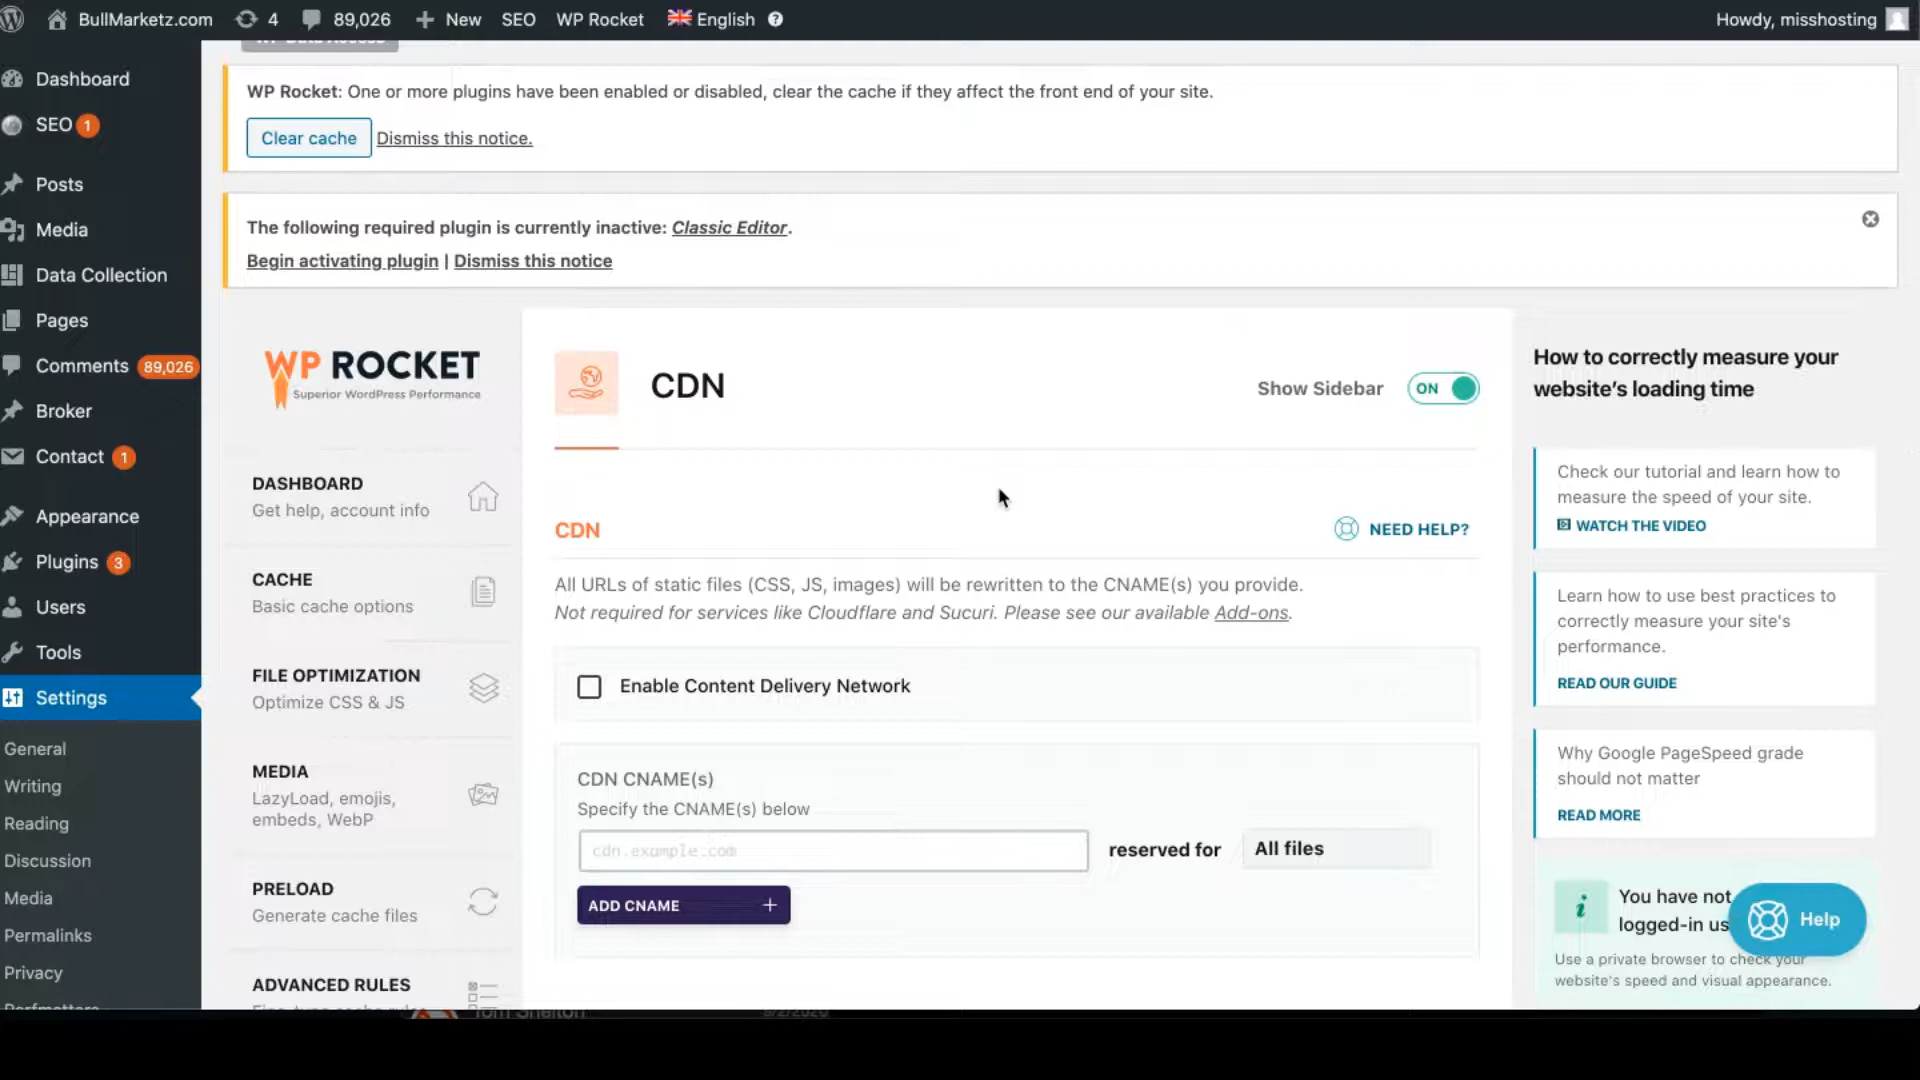 BullMarketz.com 4 89,026 New SEO WP Rocket English Howdy, misshosting
Dashboard
SEO 1
Posts
Media
Data Collection
Pages
Comments 89,026
Broker
Contact 1
Appearance
Plugins 3
Users
Tools
Settings
General
Writing
Reading
Discussion
Media
Permalinks
Privacy
Perfmatters
WP Data Access
WP Rocket: One or more plugins have been enabled or disabled, clear the cache if they affect the front end of your site.
Clear cache Dismiss this notice.
The following required plugin is currently inactive: Classic Editor.
Begin activating plugin | Dismiss this notice
WP ROCKET
Superior WordPress Performance
DASHBOARD
Get help, account info
CACHE
Basic cache options
FILE OPTIMIZATION
Optimize CSS & JS
MEDIA
LazyLoad, emojis,
embeds, WebP
PRELOAD
Generate cache files
ADVANCED RULES
CDN
Show Sidebar ON
CDN
NEED HELP?
All URLs of static files (CSS, JS, images) will be rewritten to the CNAME(s) you provide.
Not required for services like Cloudflare and Sucuri. Please see our available Add-ons.
Enable Content Delivery Network
CDN CNAME(s)
Specify the CNAME(s) below
cdn.example.com reserved for All files
ADD CNAME +
How to correctly measure your
website's loading time
Check our tutorial and learn how to
measure the speed of your site.
WATCH THE VIDEO
Learn how to use best practices to
correctly measure your site's
performance.
READ OUR GUIDE
Why Google PageSpeed grade
should not matter
READ MORE
You have not
logged-in us
Use a private browser to check your
website's speed and visual appearance.
Help
Tom Shelton 8/2/2020